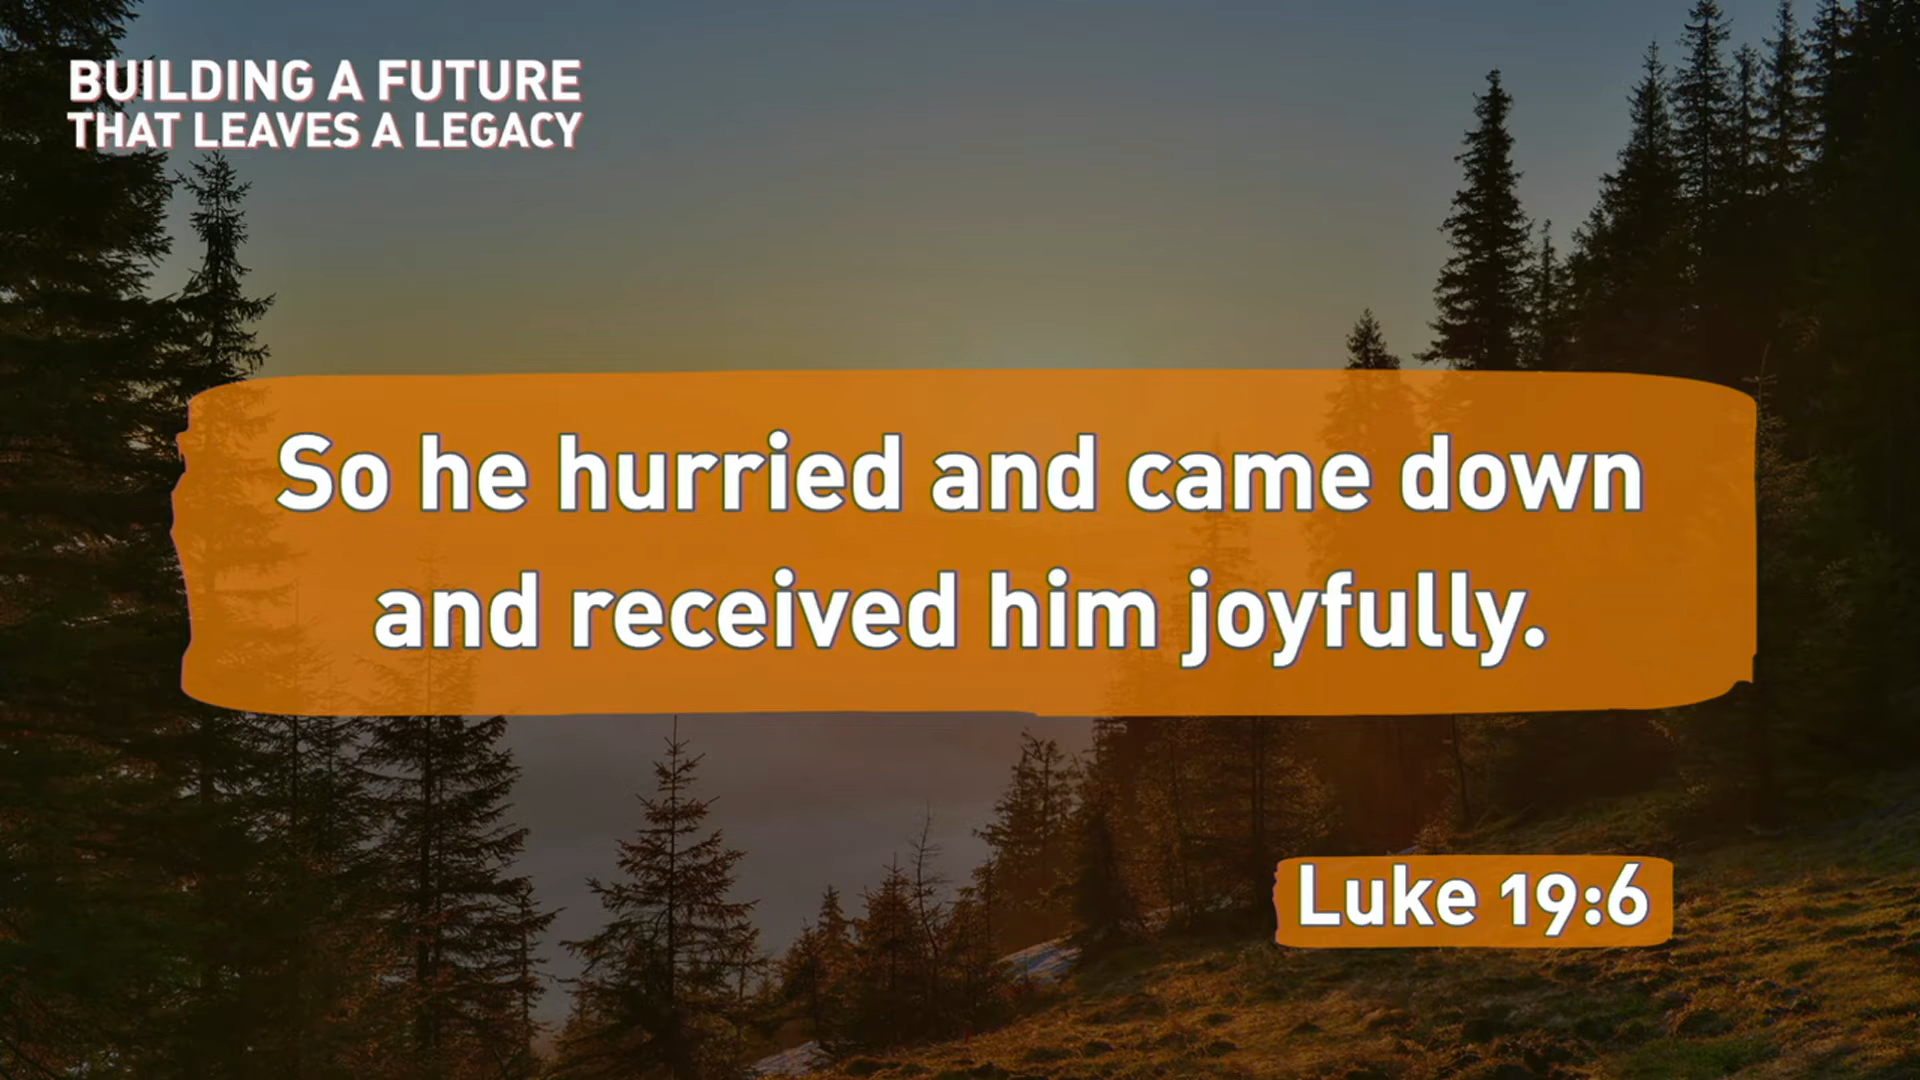 BUILDING A FUTURE
THAT LEAVES A LEGACY
So he hurried and came down
and received him joyfully.
Luke 19:6